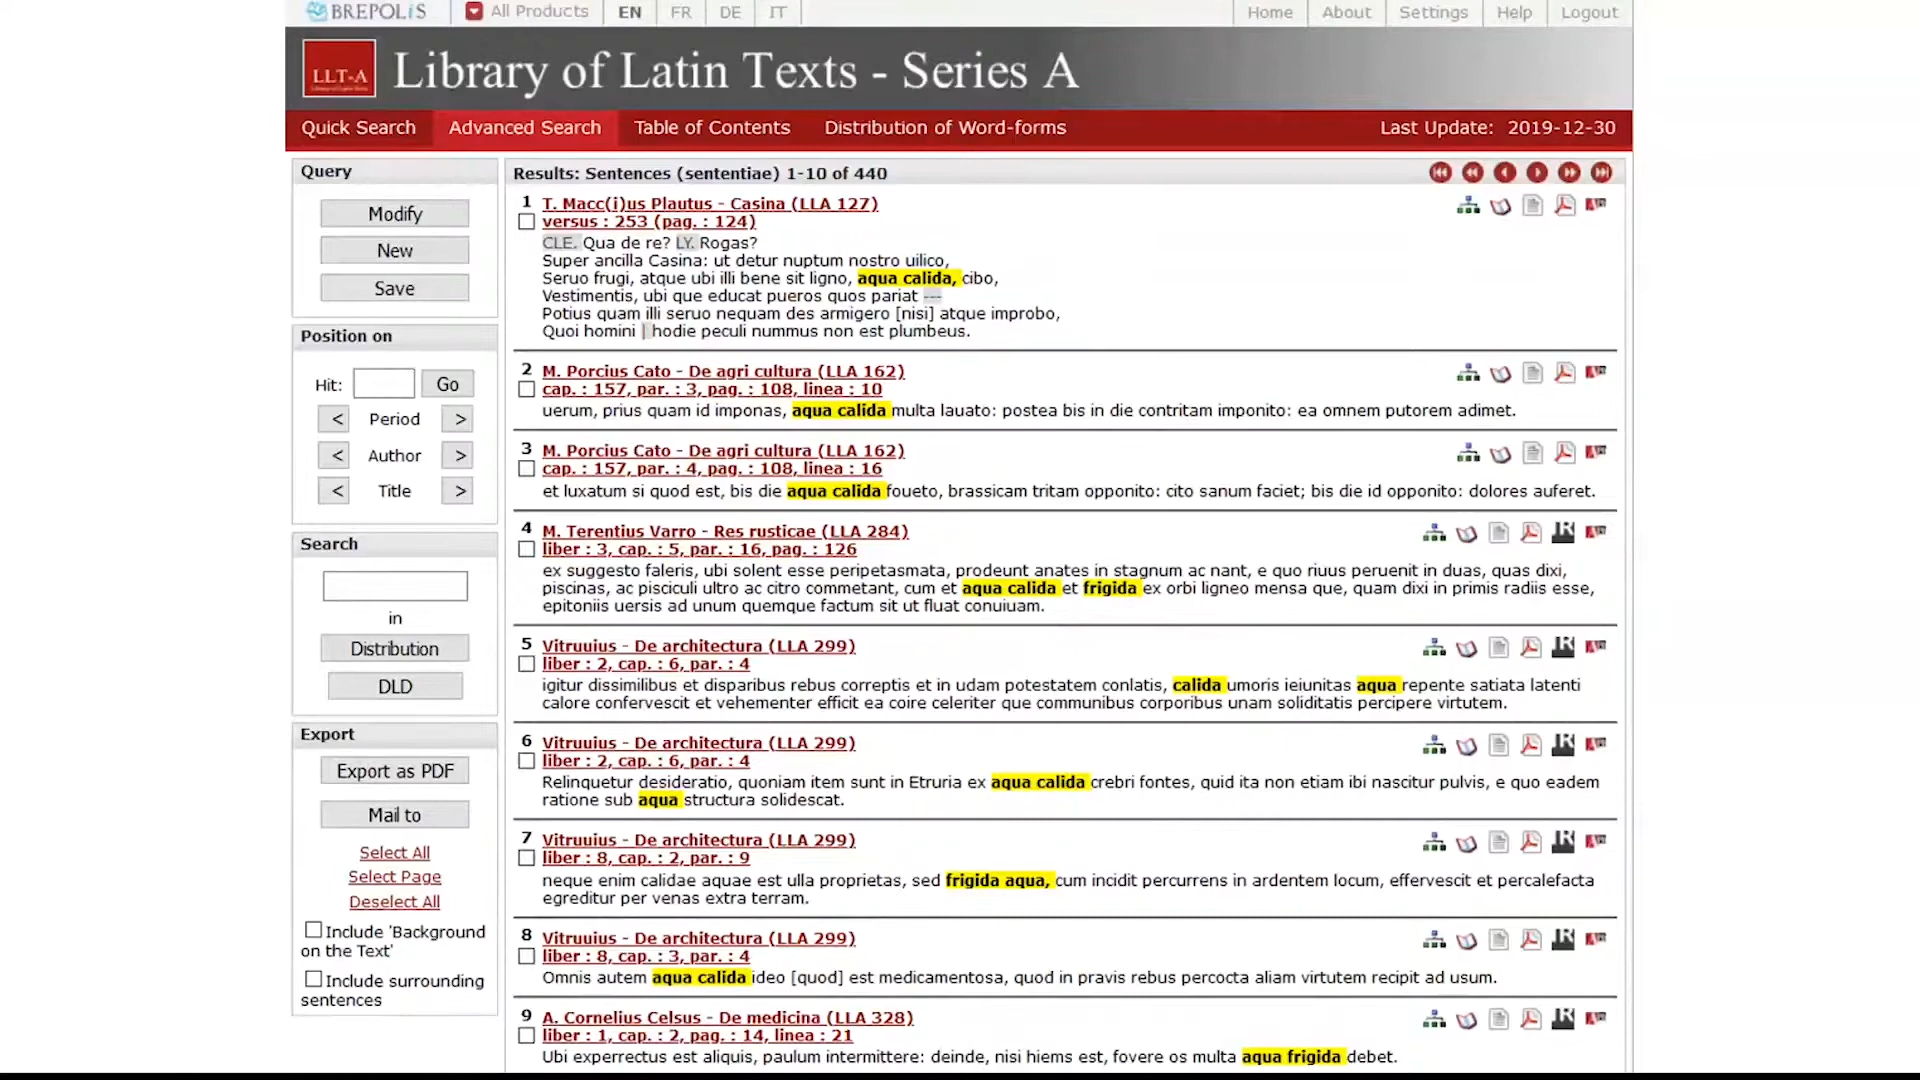 BREPOLiS
All Products
EN
FR
DE
IT
Home
About
Settings
Help
Logout
LLT-A
Library of Latin Texts - Series A
Quick Search
Advanced Search
Table of Contents
Distribution of Word-forms
Last Update: 2019-12-30
Query
Modify
New
Save
Position on
Hit:
Go
< Period >
< Author >
< Title >
Search
in
Distribution
DLD
Export
Export as PDF
Mail to
Select All
Select Page
Deselect All
Include 'Background
on the Text'
Include surrounding
sentences
Results: Sentences (sententiae) 1-10 of 440
1 T. Macc(i)us Plautus - Casina (LLA 127)
versus : 253 (pag. : 124)
CLE. Qua de re? LY. Rogas?
Super ancilla Casina: ut detur nuptum nostro uilico,
Seruo frugi, atque ubi illi bene sit ligno, aqua calida, cibo,
Vestimentis, ubi que educat pueros quos pariat ---
Potius quam illi seruo nequam des armigero [nisi] atque improbo,
Quoi homini | hodie peculi nummus non est plumbeus.
2 M. Porcius Cato - De agri cultura (LLA 162)
cap. : 157, par. : 3, pag. : 108, linea : 10
uerum, prius quam id imponas, aqua calida multa lauato: postea bis in die contritam imponito: ea omnem putorem adimet.
3 M. Porcius Cato - De agri cultura (LLA 162)
cap. : 157, par. : 4, pag. : 108, linea : 16
et luxatum si quod est, bis die aqua calida foueto, brassicam tritam opponito: cito sanum faciet; bis die id opponito: dolores auferet.
4 M. Terentius Varro - Res rusticae (LLA 284)
liber : 3, cap. : 5, par. : 16, pag. : 126
ex suggesto faleris, ubi solent esse peripetasmata, prodeunt anates in stagnum ac nant, e quo riuus peruenit in duas, quas dixi,
piscinas, ac pisciculi ultro ac citro commetant, cum et aqua calida et frigida ex orbi ligneo mensa que, quam dixi in primis radiis esse,
epitoniis uersis ad unum quemque factum sit ut fluat conuiuam.
5 Vitruuius - De architectura (LLA 299)
liber : 2, cap. : 6, par. : 4
igitur dissimilibus et disparibus rebus correptis et in udam potestatem conlatis, calida umoris ieiunitas aqua repente satiata latenti
calore confervescit et vehementer efficit ea coire celeriter que communibus corporibus unam soliditatis percipere virtutem.
6 Vitruuius - De architectura (LLA 299)
liber : 2, cap. : 6, par. : 4
Relinquetur desideratio, quoniam item sunt in Etruria ex aqua calida crebri fontes, quid ita non etiam ibi nascitur pulvis, e quo eadem
ratione sub aqua structura solidescat.
7 Vitruuius - De architectura (LLA 299)
liber : 8, cap. : 2, par. : 9
neque enim calidae aquae est ulla proprietas, sed frigida aqua, cum incidit percurrens in ardentem locum, effervescit et percalefacta
egreditur per venas extra terram.
8 Vitruuius - De architectura (LLA 299)
liber : 8, cap. : 3, par. : 4
Omnis autem aqua calida ideo [quod] est medicamentosa, quod in pravis rebus percocta aliam virtutem recipit ad usum.
9 A. Cornelius Celsus - De medicina (LLA 328)
liber : 1, cap. : 2, pag. : 14, linea : 21
Ubi experrectus est aliquis, paulum intermittere: deinde, nisi hiems est, fovere os multa aqua frigida debet.